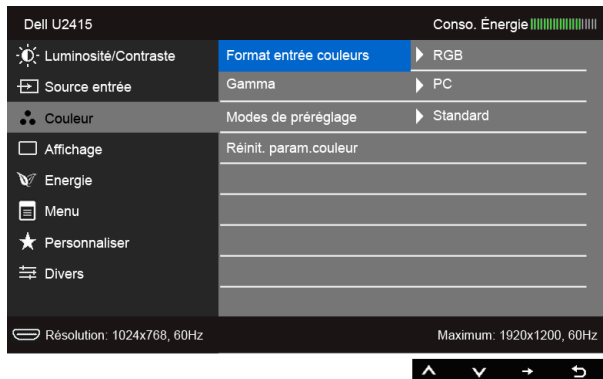 Dell U2415 Conso. Énergie
Luminosité/Contraste Format entrée couleurs RGB
Source entrée Gamma PC
Couleur Modes de préréglage Standard
Affichage Réinit. param.couleur
Energie
Menu
Personnaliser
Divers
Résolution: 1024x768, 60Hz Maximum: 1920x1200, 60Hz